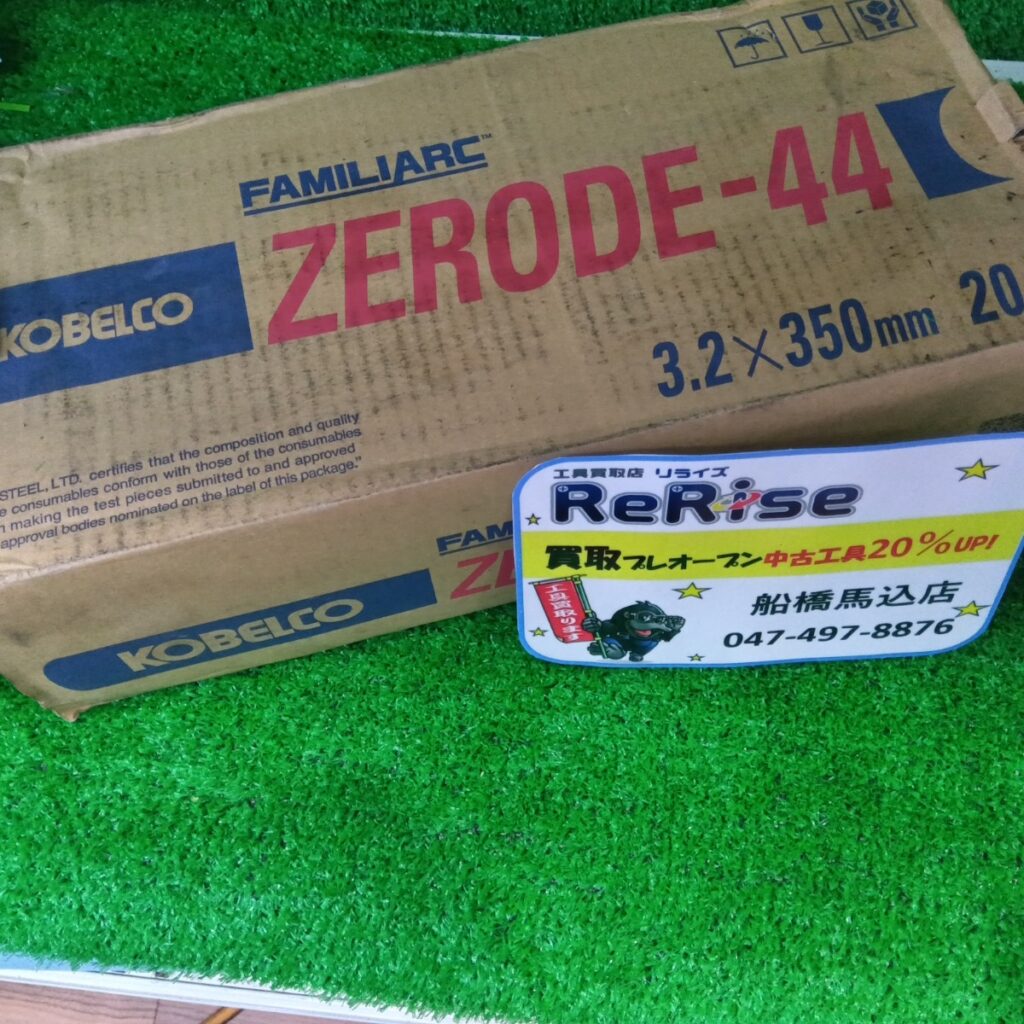 FAMILIARC™
ZERODE-44
KOBELCO
3.2×350mm 20
STEEL, LTD. certifies that the composition and quality
consumables conform with those of the consumables
making the test pieces submitted to and approved
approval bodies nominated on the label of this package."
KOBELCO
工具買取店 リライズ
ReRise
買取プレオープン中古工具20%UP!
工具買取ります
船橋馬込店
047-497-8876